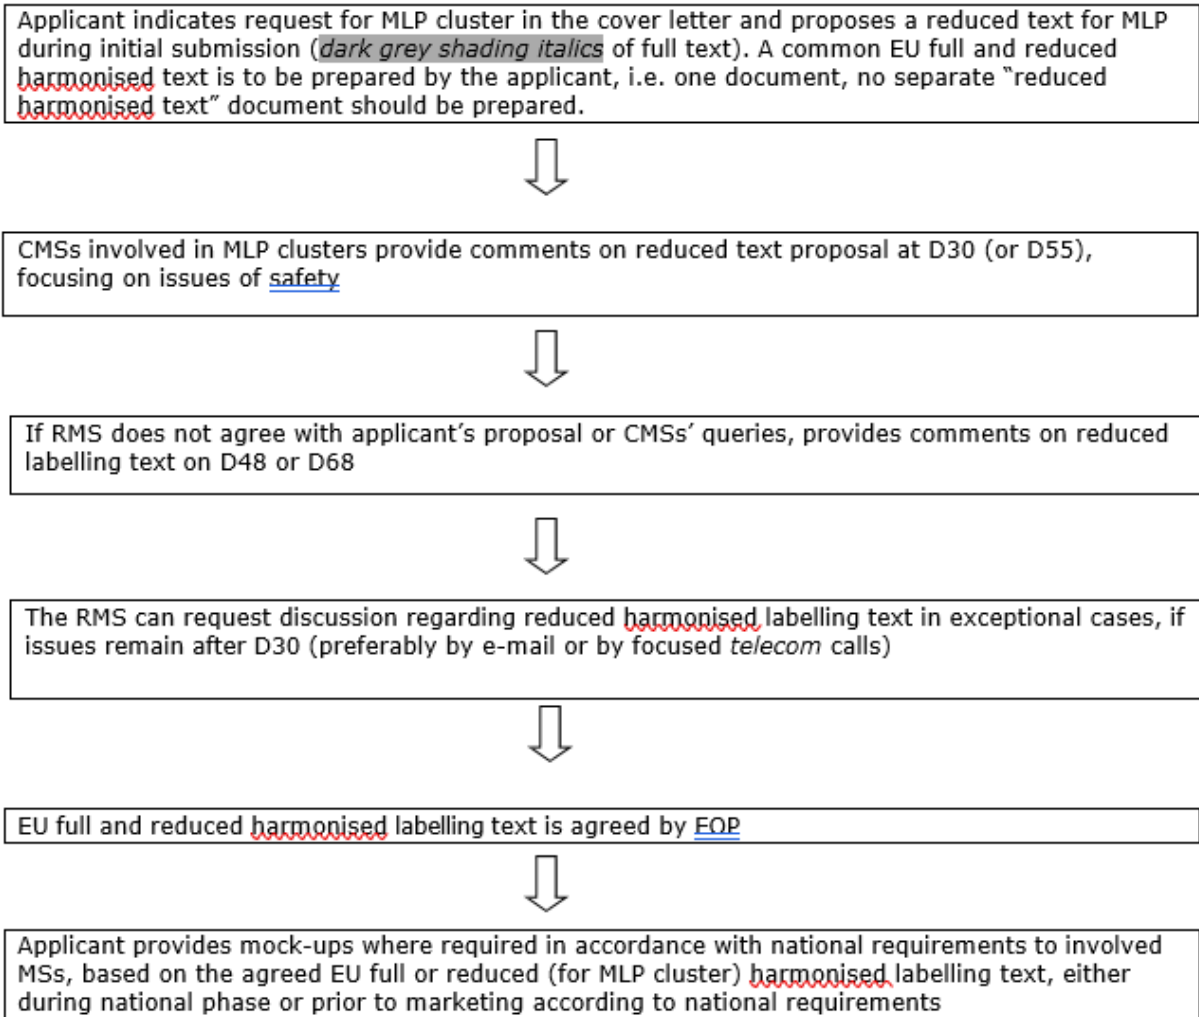 Applicant indicates request for MLP cluster in the cover letter and proposes a reduced text for MLP
during initial submission (dark grey shading italics of full text). A common EU full and reduced
harmonised text is to be prepared by the applicant, i.e. one document, no separate “reduced
harmonised text” document should be prepared.
CMSs involved in MLP clusters provide comments on reduced text proposal at D30 (or D55),
focusing on issues of safety
If RMS does not agree with applicant’s proposal or CMSs’ queries, provides comments on reduced
labelling text on D48 or D68
The RMS can request discussion regarding reduced harmonised labelling text in exceptional cases, if
issues remain after D30 (preferably by e-mail or by focused telecom calls)
EU full and reduced harmonised labelling text is agreed by EOP
Applicant provides mock-ups where required in accordance with national requirements to involved
MSs, based on the agreed EU full or reduced (for MLP cluster) harmonised labelling text, either
during national phase or prior to marketing according to national requirements